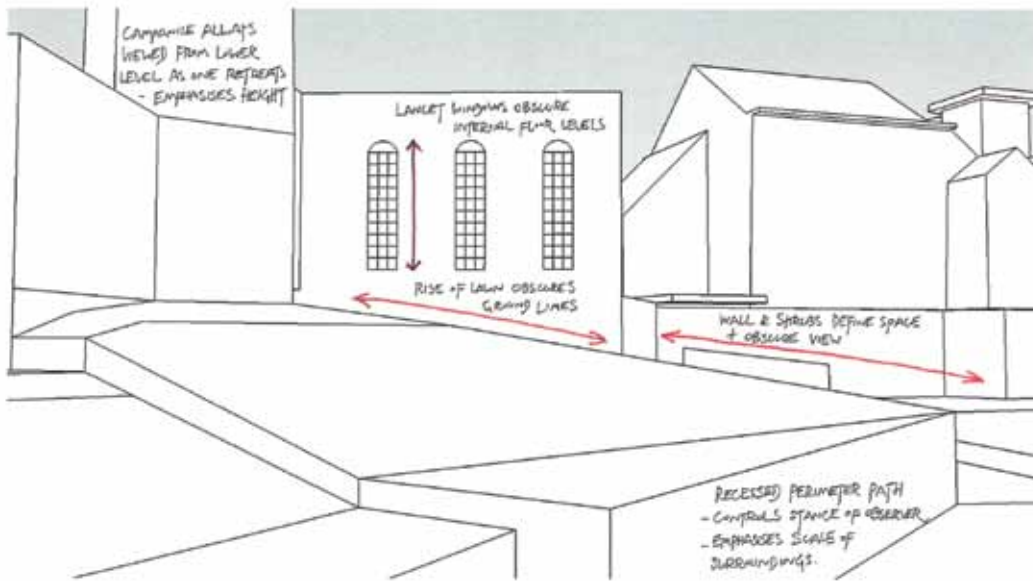 CAMPANILE ALWAYS
VIEWED FROM LOWER
LEVEL AS ONE RETREATS
- EMPHASISES HEIGHT
LANCET WINDOWS OBSCURE
INTERNAL FLOOR LEVELS
RISE OF LAWN OBSCURES
GROUND LINES
WALL & SHRUBS DEFINE SPACE
+ OBSCURE VIEW
RECESSED PERIMETER PATH
- CONTROLS STANCE OF OBSERVER
- EMPHASISES SCALE OF
SURROUNDINGS.